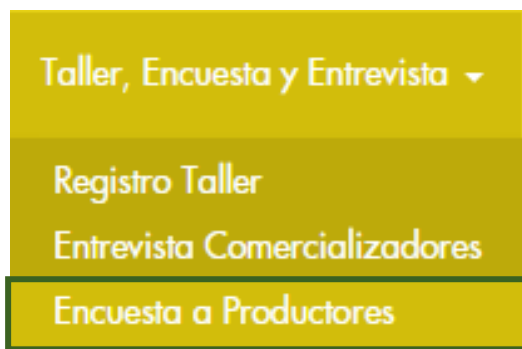 Taller, Encuesta y Entrevista
Registro Taller
Entrevista Comercializadores
Encuesta a Productores